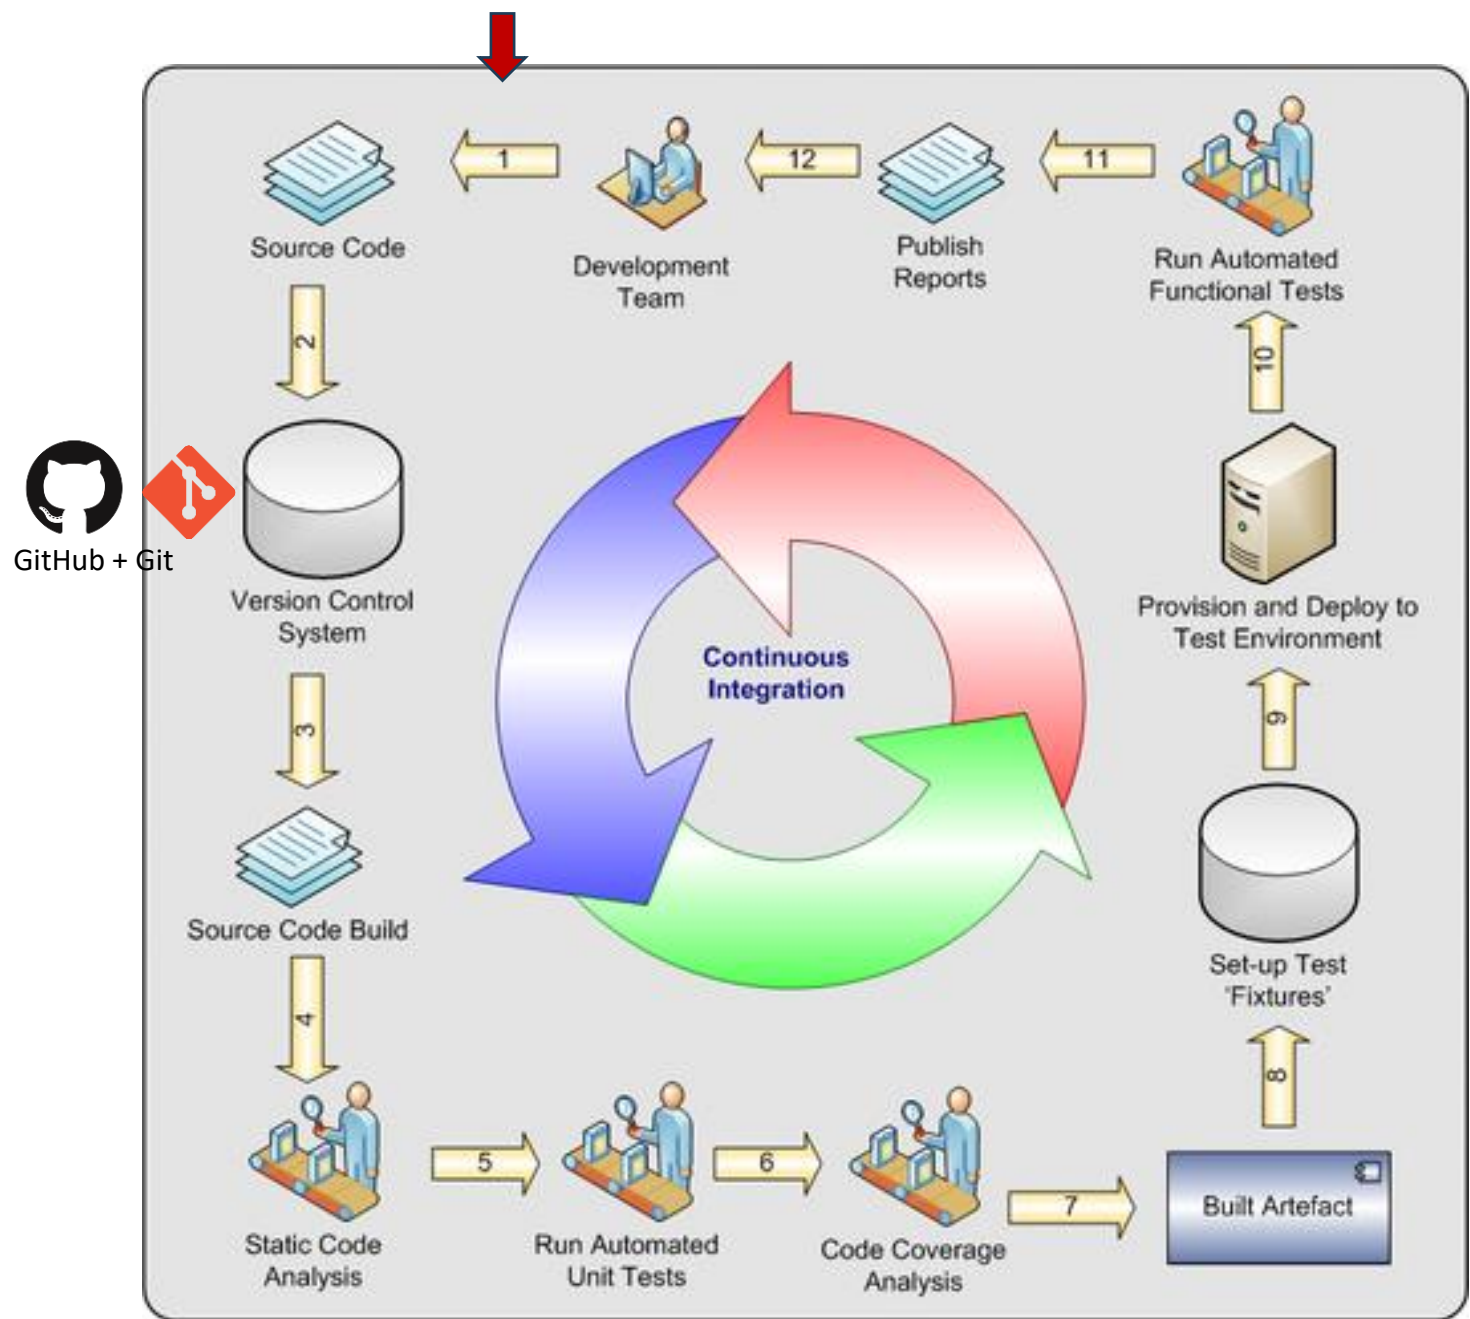 1
12
11
Source Code
Development
Team
Publish
Reports
Run Automated
Functional Tests
2
10
GitHub + Git
Version Control
System
Provision and Deploy to
Test Environment
Continuous
Integration
3
9
Source Code Build
Set-up Test
'Fixtures'
4
8
5
6
7
Built Artefact
Static Code
Analysis
Run Automated
Unit Tests
Code Coverage
Analysis